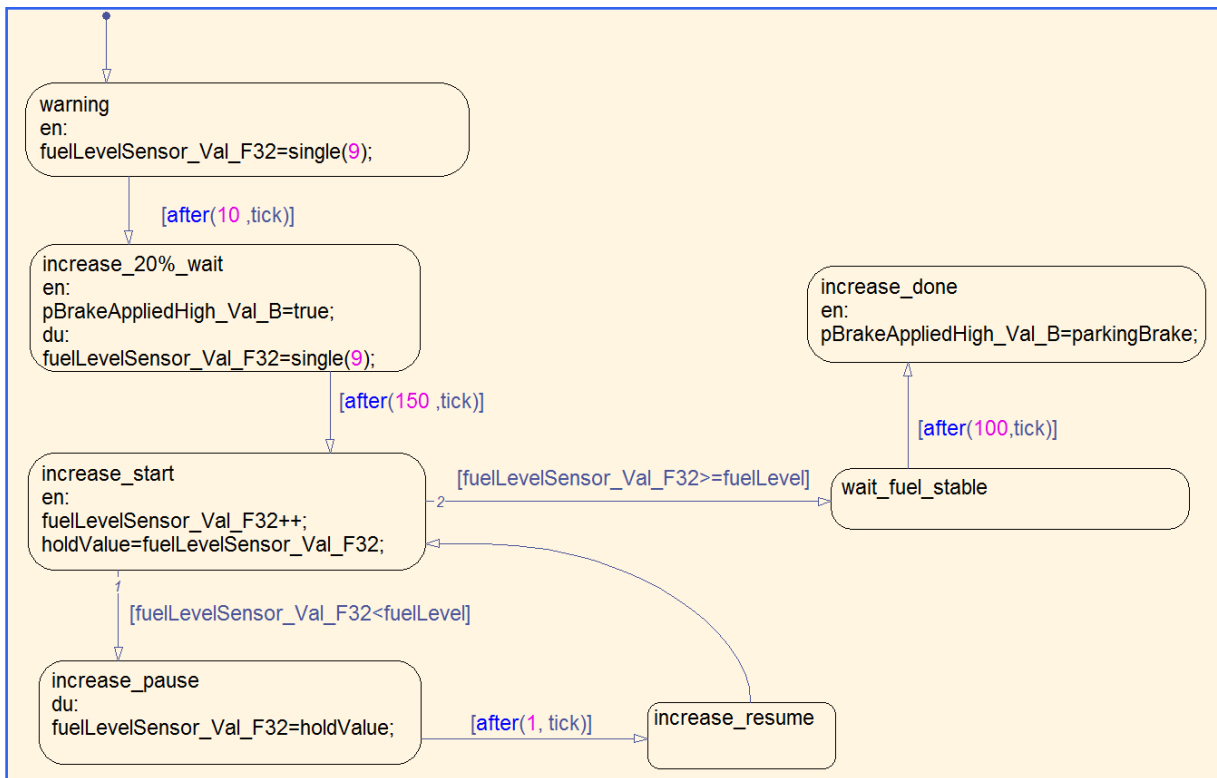 warning
en:
fuelLevelSensor_Val_F32=single(9);
[after(10 ,tick)]
increase_20%_wait
en:
pBrakeAppliedHigh_Val_B=true;
du:
fuelLevelSensor_Val_F32=single(9);
increase_done
en:
pBrakeAppliedHigh_Val_B=parkingBrake;
[after(150 ,tick)]
[after(100,tick)]
increase_start
en:
fuelLevelSensor_Val_F32++;
holdValue=fuelLevelSensor_Val_F32;
2
[fuelLevelSensor_Val_F32>=fuelLevel]
wait_fuel_stable
1
[fuelLevelSensor_Val_F32<fuelLevel]
increase_pause
du:
fuelLevelSensor_Val_F32=holdValue;
[after(1, tick)]
increase_resume